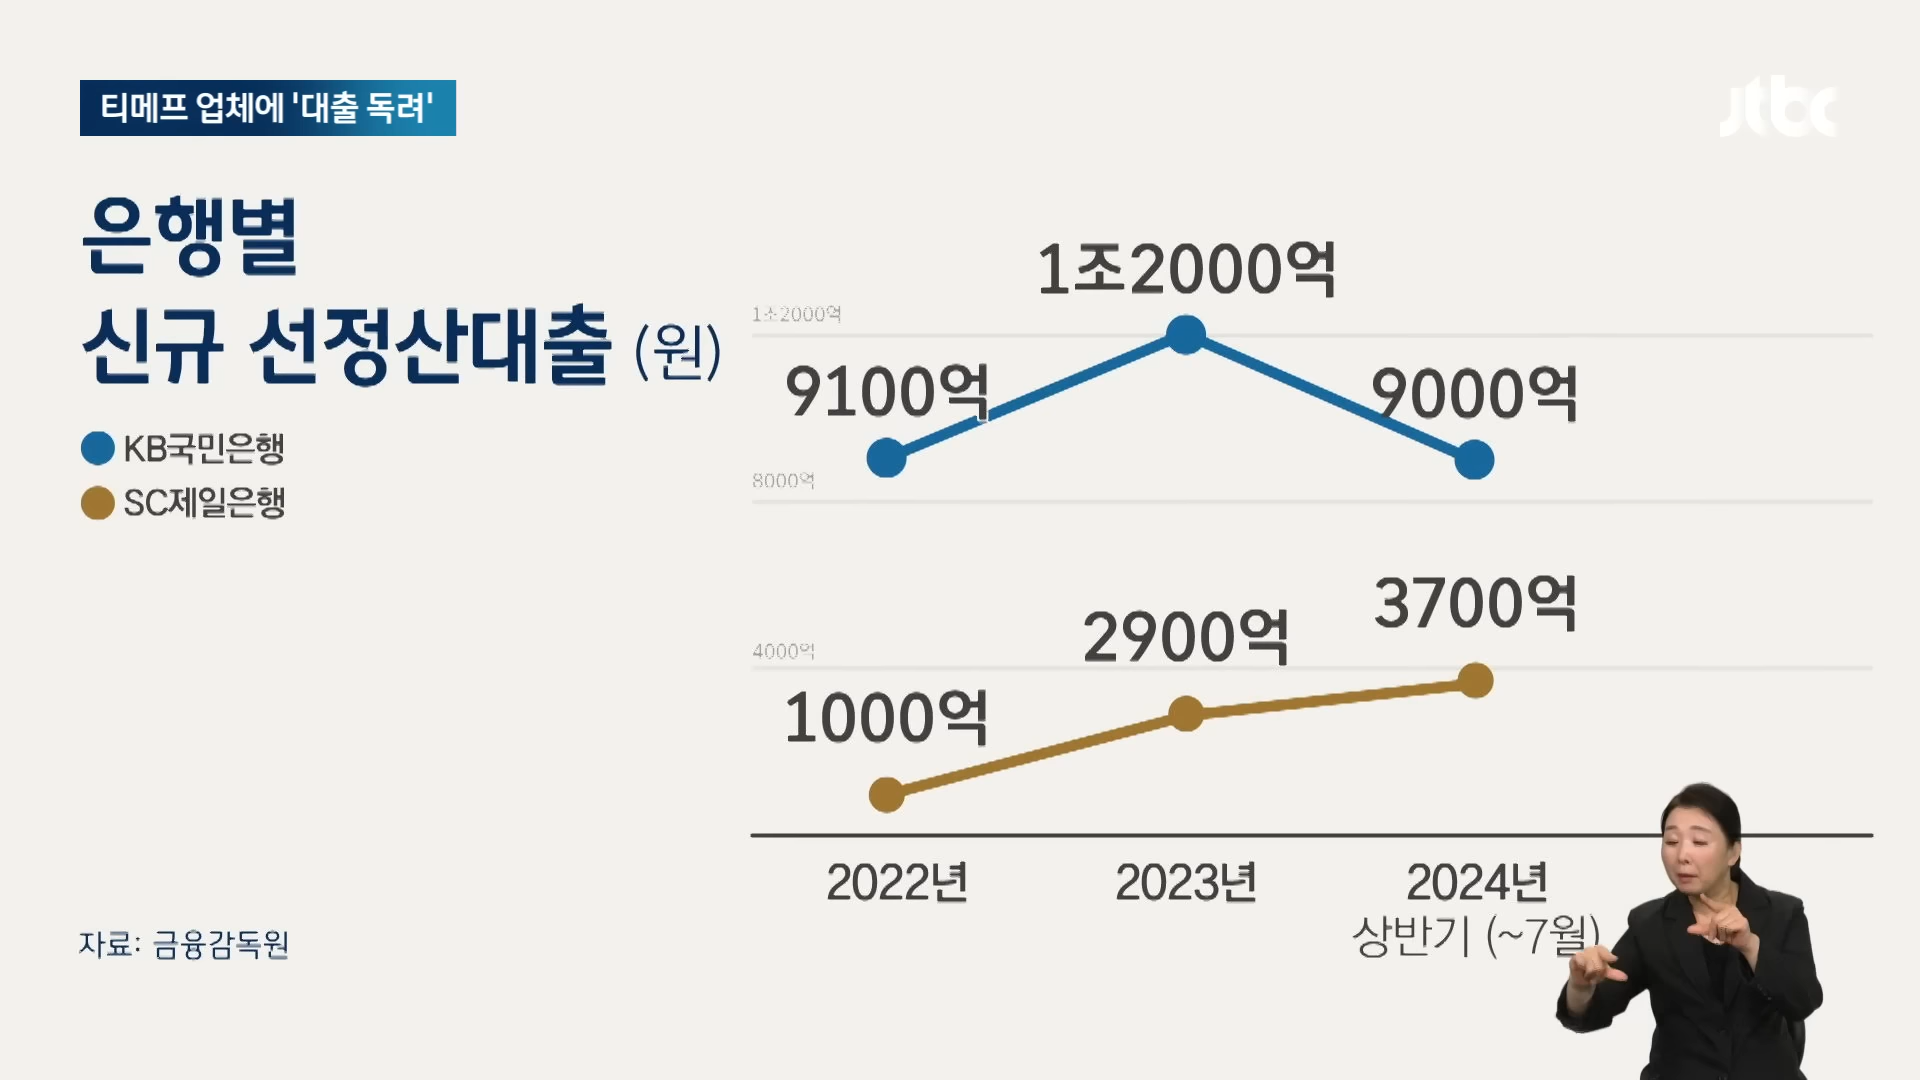 티메프 업체에 '대출 독려'
jtbc
은행별
신규 선정산대출 (원)
KB국민은행
SC제일은행
1조2000억
1조2000억
9100억
9000억
8000억
3700억
2900억
4000억
1000억
2022년
2023년
2024년
상반기 (~7월)
자료: 금융감독원